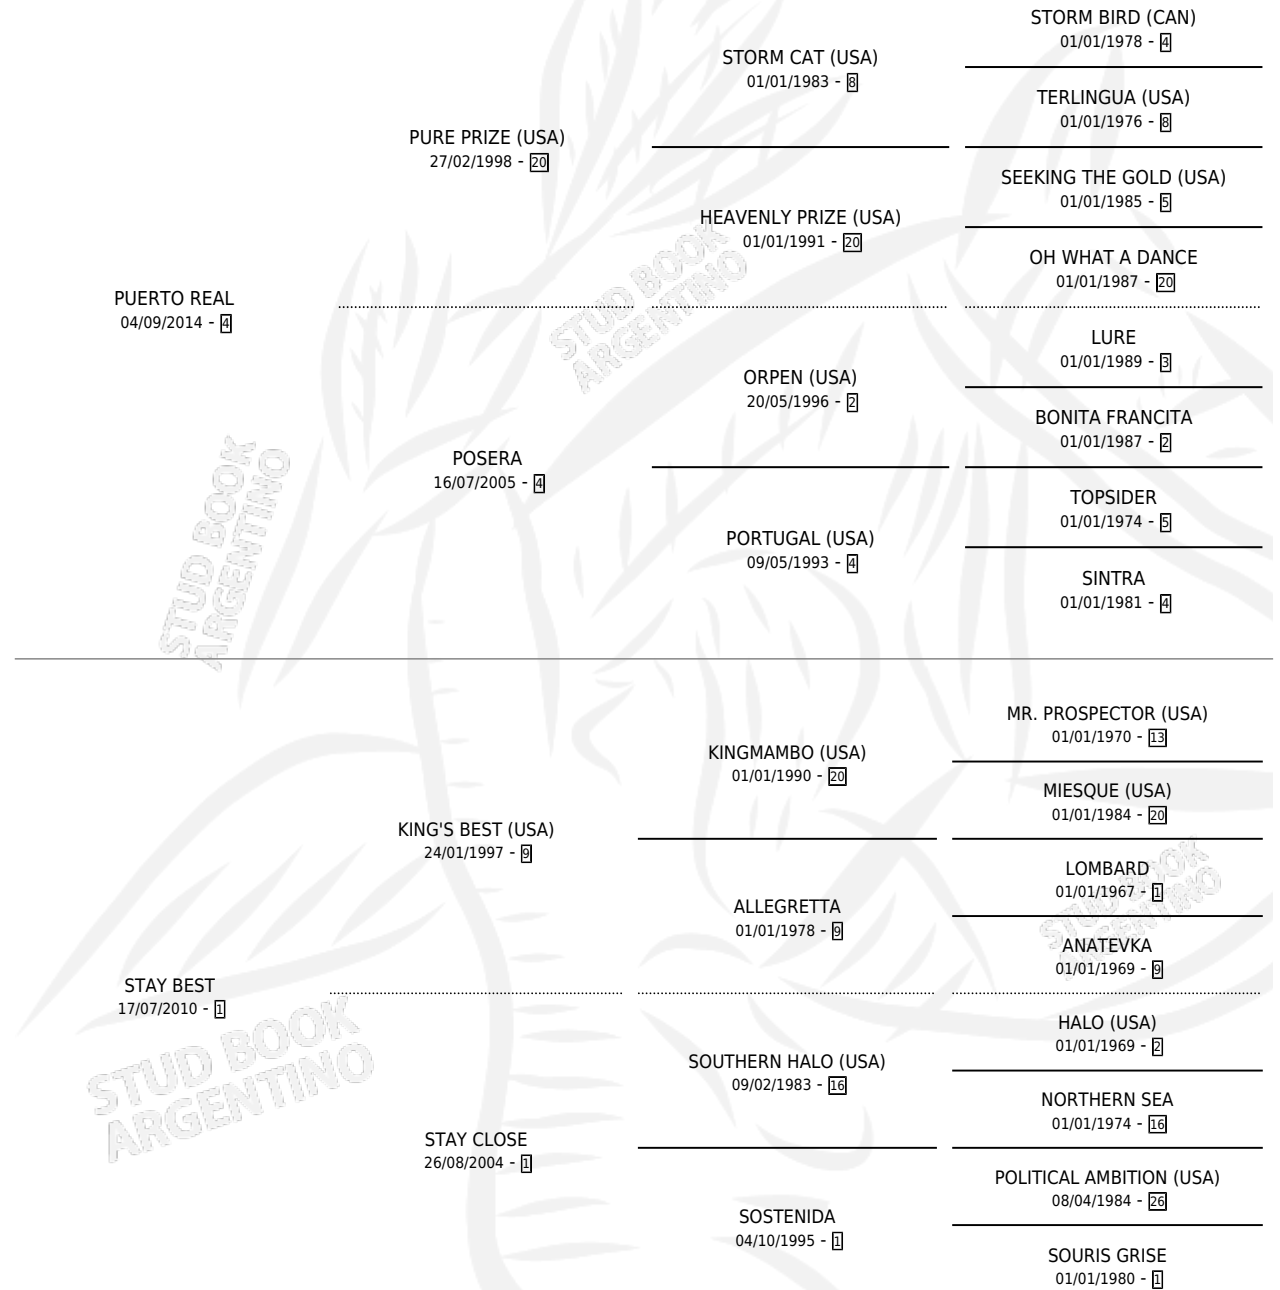 STORM BIRD (CAN)
01/01/1978 - 4
STORM CAT (USA)
01/01/1983 - 8
TERLINGUA (USA)
01/01/1976 - 8
PURE PRIZE (USA)
27/02/1998 - 20
SEEKING THE GOLD (USA)
01/01/1985 - 5
HEAVENLY PRIZE (USA)
01/01/1991 - 20
OH WHAT A DANCE
01/01/1987 - 20
PUERTO REAL
04/09/2014 - 4
STUD BOOK
ARGENTINO
LURE
01/01/1989 - 3
ORPEN (USA)
20/05/1996 - 2
BONITA FRANCITA
01/01/1987 - 2
POSERA
16/07/2005 - 4
TOPSIDER
01/01/1974 - 5
PORTUGAL (USA)
09/05/1993 - 4
SINTRA
01/01/1981 - 4
STUD BOOK
ARGENTINO
MR. PROSPECTOR (USA)
01/01/1970 - 13
KINGMAMBO (USA)
01/01/1990 - 20
MIESQUE (USA)
01/01/1984 - 20
KING'S BEST (USA)
24/01/1997 - 9
LOMBARD
01/01/1967 - 1
ALLEGRETTA
01/01/1978 - 9
STUD BOOK
ARGENTINO
ANATEVKA
01/01/1969 - 9
STAY BEST
17/07/2010 - 1
HALO (USA)
01/01/1969 - 2
SOUTHERN HALO (USA)
09/02/1983 - 16
NORTHERN SEA
01/01/1974 - 16
STUD BOOK
ARGENTINO
STAY CLOSE
26/08/2004 - 1
POLITICAL AMBITION (USA)
08/04/1984 - 26
SOSTENIDA
04/10/1995 - 1
SOURIS GRISE
01/01/1980 - 1